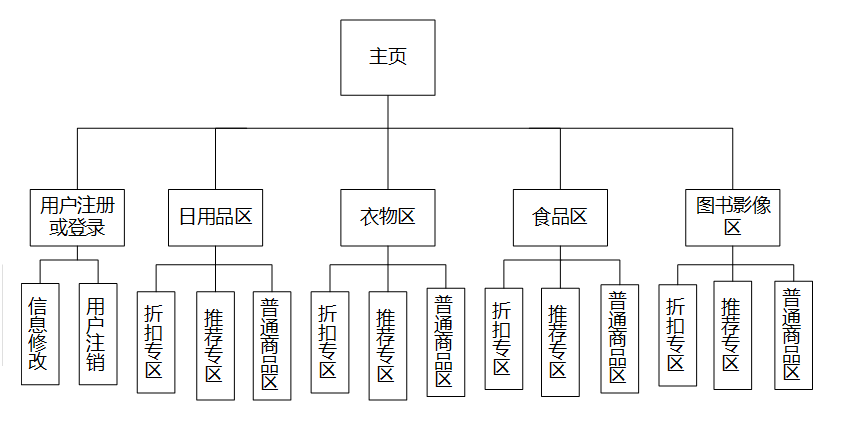 主页
用户注册
或登录
日用品区
衣物区
食品区
图书影像
区
信息修改
用户注销
折扣专区
推荐专区
普通商品区
折扣专区
推荐专区
普通商品区
折扣专区
推荐专区
普通商品区
折扣专区
推荐专区
普通商品区